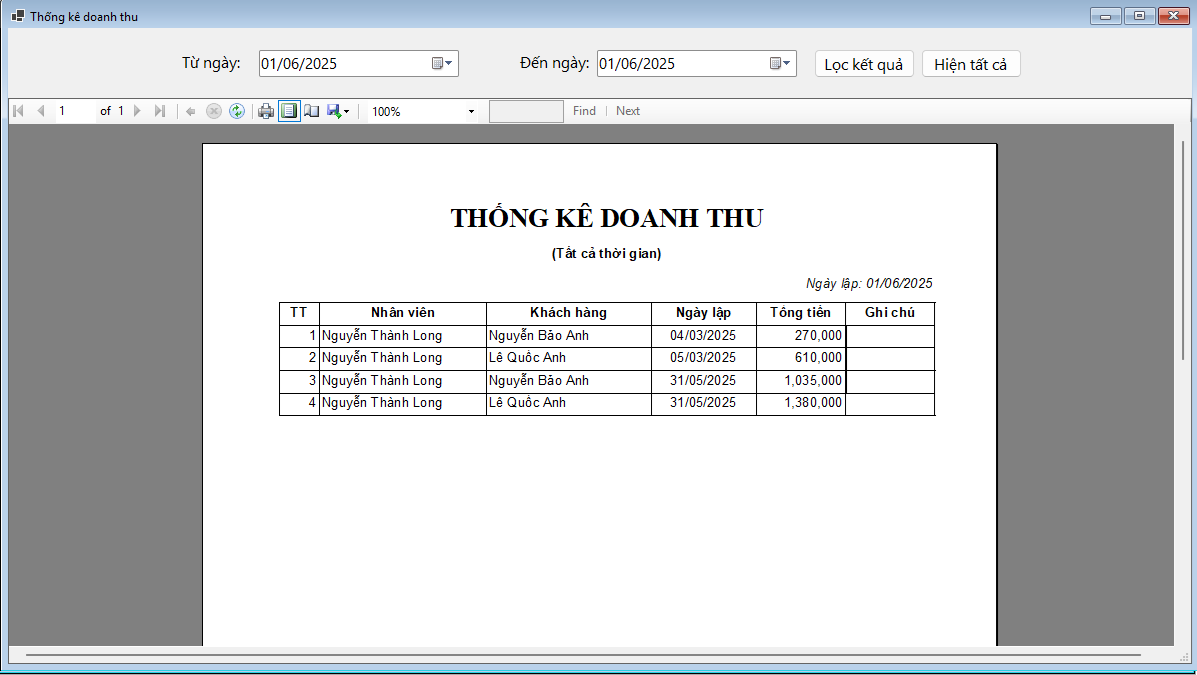 Thống kê doanh thu
Từ ngày: 01/06/2025 Đến ngày: 01/06/2025 Lọc kết quả Hiện tất cả
1 of 1 100% Find Next
THỐNG KÊ DOANH THU
(Tất cả thời gian)
Ngày lập: 01/06/2025
TT Nhân viên Khách hàng Ngày lập Tổng tiền Ghi chú
1 Nguyễn Thành Long Nguyễn Bảo Anh 04/03/2025 270,000
2 Nguyễn Thành Long Lê Quốc Anh 05/03/2025 610,000
3 Nguyễn Thành Long Nguyễn Bảo Anh 31/05/2025 1,035,000
4 Nguyễn Thành Long Lê Quốc Anh 31/05/2025 1,380,000